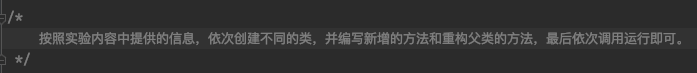 /*
按照实验内容中提供的信息，依次创建不同的类，并编写新增的方法和重构父类的方法，最后依次调用运行即可。
*/